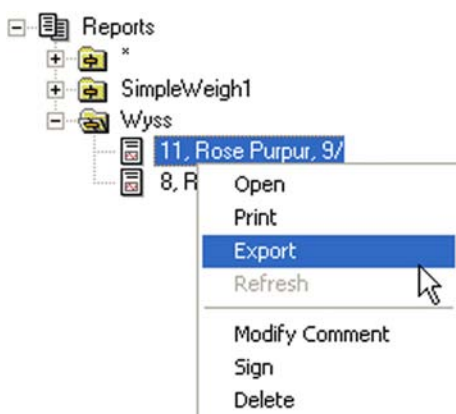 Reports
*
SimpleWeigh1
Wyss
11, Rose Purpur, 9/
8, R
Open
Print
Export
Refresh
Modify Comment
Sign
Delete